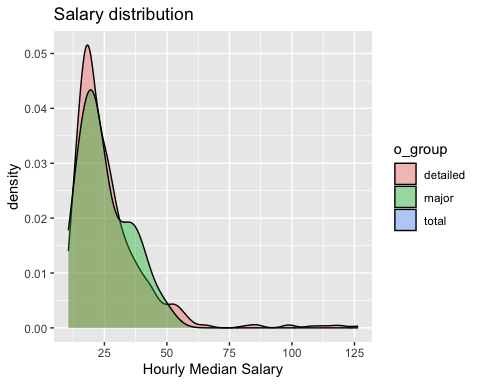 Salary distribution
0.05
0.04
0.03
0.02
0.01
0.00
density
25
50
75
100
125
Hourly Median Salary
o_group
detailed
major
total